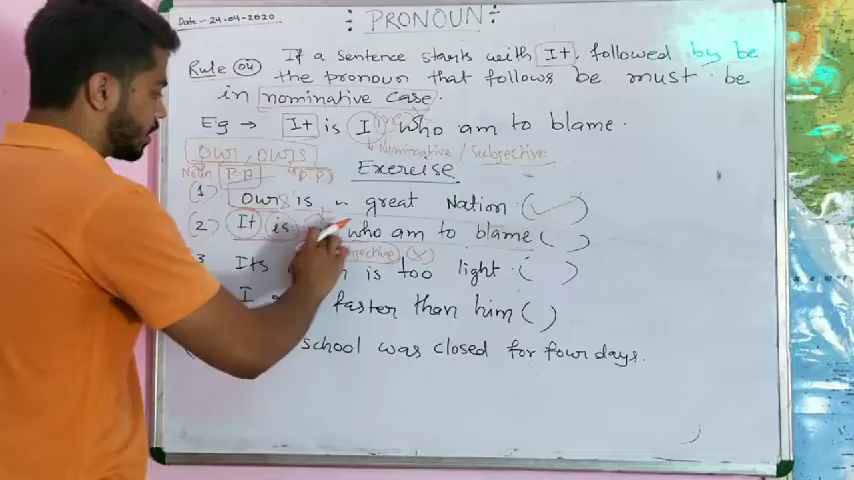 Date - 24-04-2020
: PRONOUN :-
Rule 04 If a sentence starts with It, followed by be
the pronoun that follows be must be
in nominative case.
Eg → It is I who am to blame.
our, ours Nominative / Subjective
Noun P.P P.P
Exercise
(1) ours is a great Nation (✓)
(2) It is who am to blame ( )
(x)
3 Its is too light ( )
I faster than him ( )
school was closed for four days.